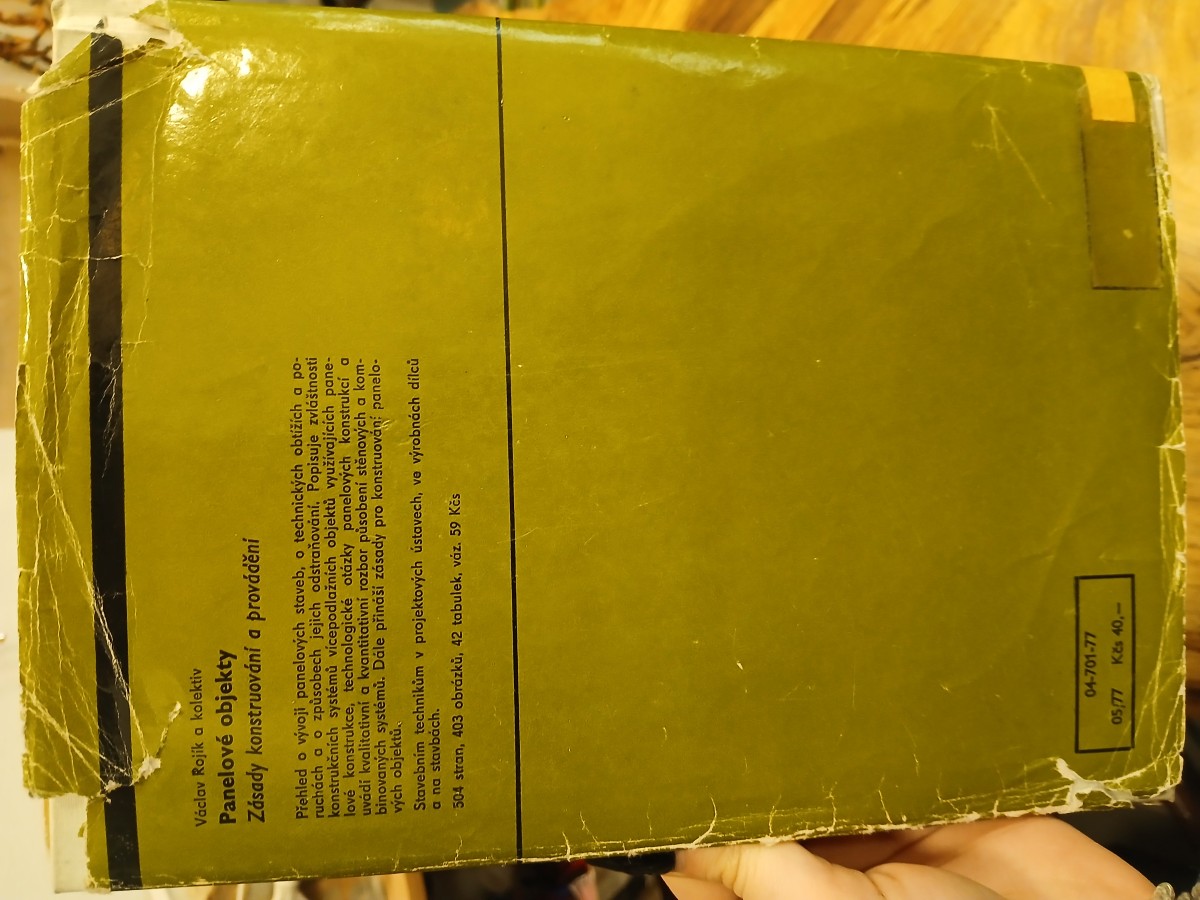 Václav Rojík a kolektiv
Panelové objekty
Zásady konstruování a provádění
Přehled o vývoji panelových staveb, o technických obtížích a po-
ruchách a o způsobech jejich odstraňování. Popisuje zvláštnosti
konstrukčních systémů vícepodlažních objektů využívajících pane-
lové konstrukce, technologické otázky panelových konstrukcí a
uvádí kvalitativní a kvantitativní rozbor působení stěnových a kom-
binovaných systémů. Dále přináší zásady pro konstruování panelo-
vých objektů.
Stavebním technikům v projektových ústavech, ve výrobnách dílců
a na stavbách.
504 stran, 403 obrázků, 42 tabulek, váz. 59 Kčs
04-701-77
05/77 Kčs 40,—